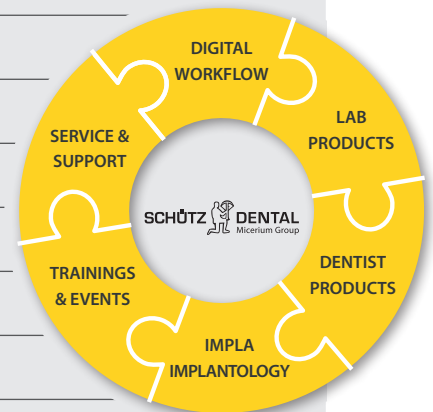 DIGITAL
WORKFLOW
LAB
PRODUCTS
DENTIST
PRODUCTS
IMPLA
IMPLANTOLOGY
TRAININGS
& EVENTS
SERVICE &
SUPPORT
SCHÜTZ DENTAL
Micerium Group